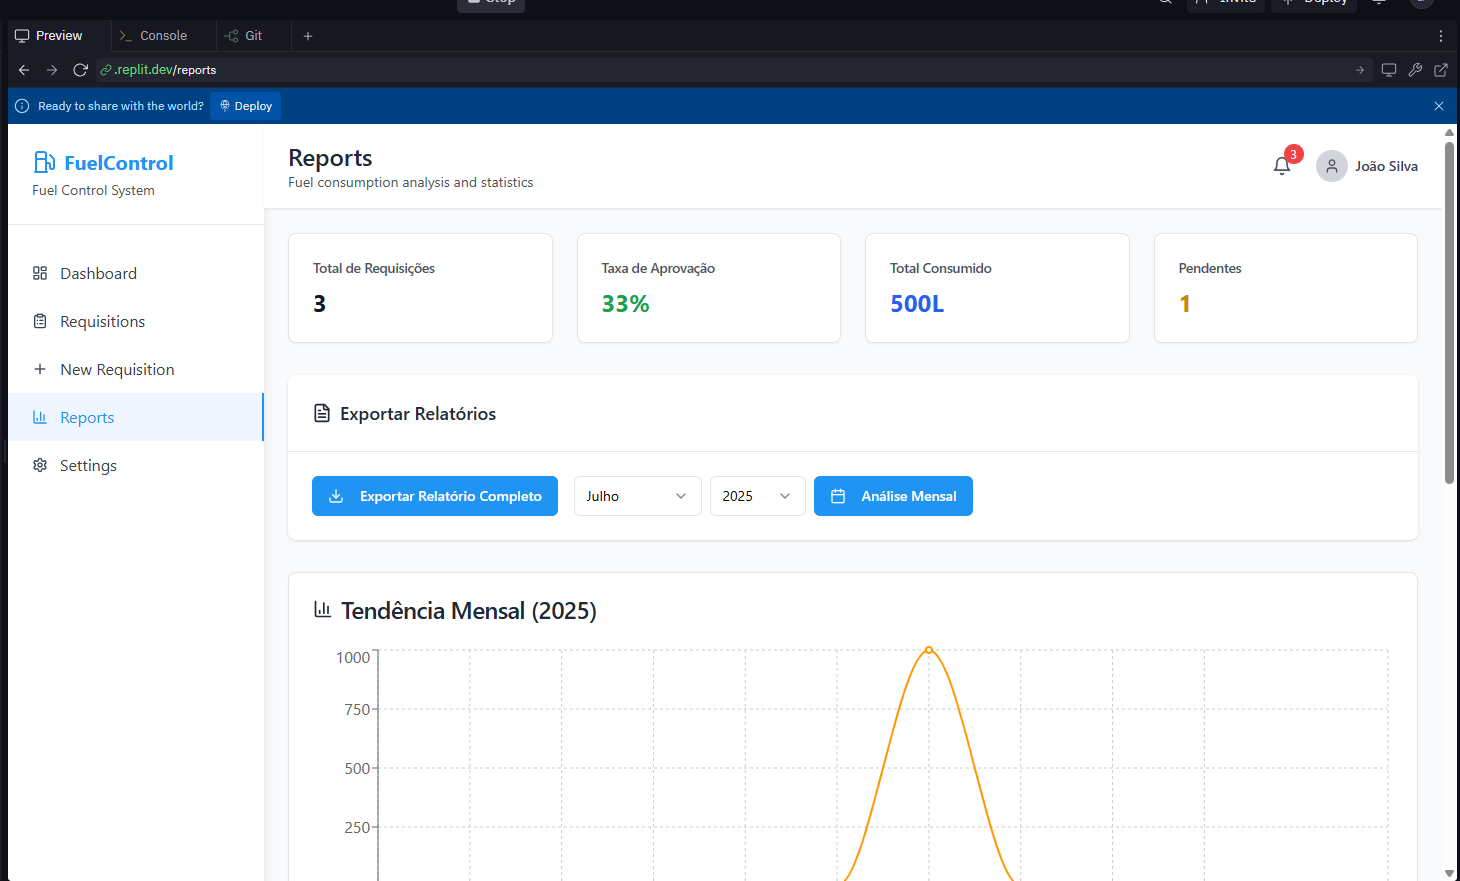 Stop
Invite
Deploy
Preview
Console
Git
.replit.dev/reports
Ready to share with the world?
Deploy
FuelControl
Fuel Control System
Dashboard
Requisitions
New Requisition
Reports
Settings
Reports
Fuel consumption analysis and statistics
3
João Silva
Total de Requisições
3
Taxa de Aprovação
33%
Total Consumido
500L
Pendentes
1
Exportar Relatórios
Exportar Relatório Completo
Julho
2025
Análise Mensal
Tendência Mensal (2025)
1000
750
500
250